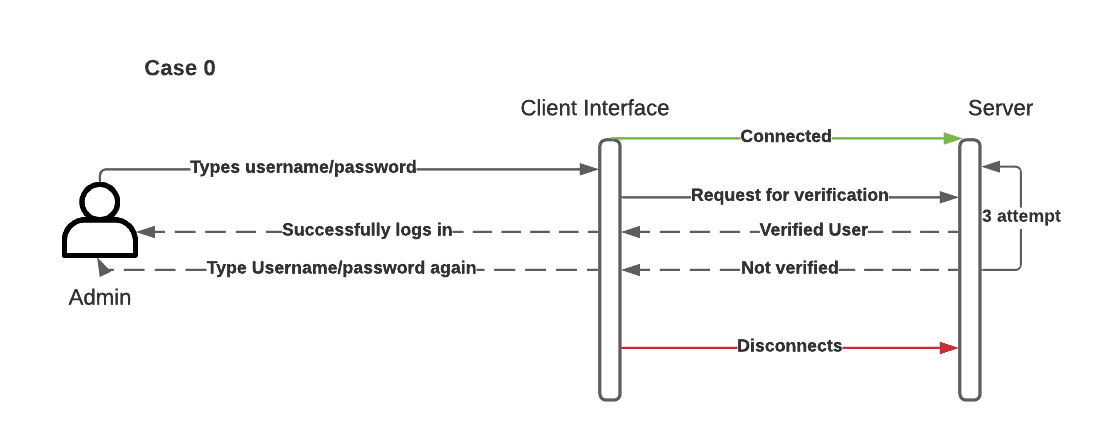 Case 0
Client Interface
Server
Connected
Types username/password
Request for verification
3 attempt
Successfully logs in
Verified User
Type Username/password again
Not verified
Admin
Disconnects